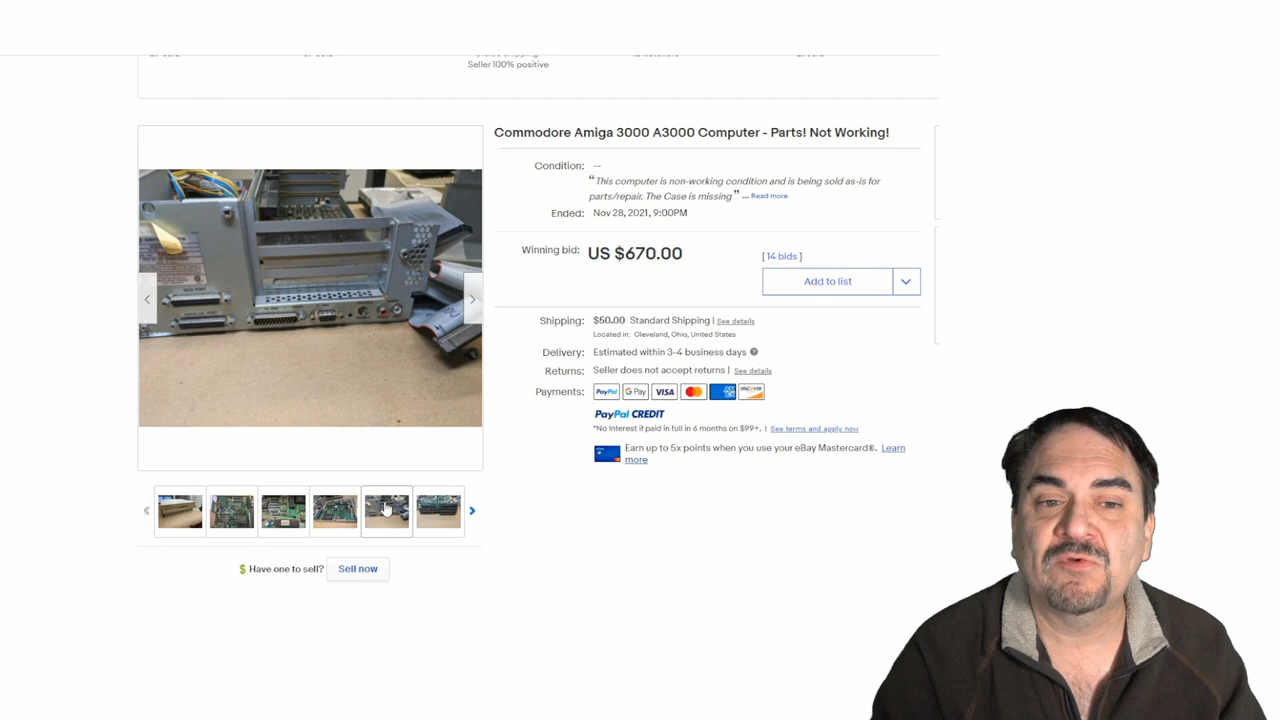 Seller 100% positive
Commodore Amiga 3000 A3000 Computer - Parts! Not Working!
Condition: --
“This computer is non-working condition and is being sold as-is for
parts/repair. The Case is missing ” ... Read more
Ended: Nov 28, 2021, 9:00PM
Winning bid: US $670.00 [ 14 bids ]
Add to list
Shipping: $50.00 Standard Shipping | See details
Located in: Cleveland, Ohio, United States
Delivery: Estimated within 3-4 business days
Returns: Seller does not accept returns | See details
Payments: PayPal G Pay VISA DISCOVER
PayPal CREDIT
*No Interest if paid in full in 6 months on $99+. | See terms and apply now
Earn up to 5x points when you use your eBay Mastercard®. Learn
more
$ Have one to sell? Sell now